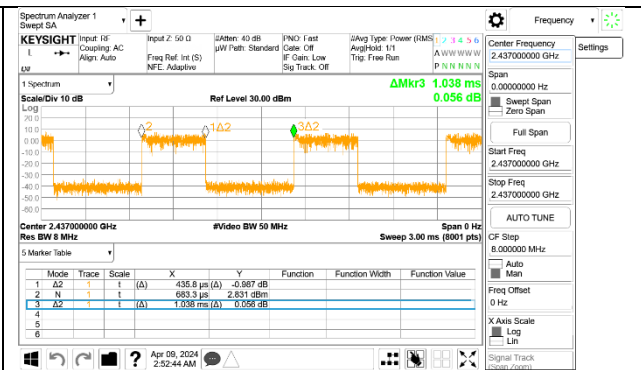 Spectrum Analyzer 1
Swept SA
Frequency
KEYSIGHT Input: RF Input Z: 50 Ω #Atten: 40 dB PNO: Fast #Avg Type: Power (RMS 1 2 3 4 5 6
L Coupling: AC µW Path: Standard Gate: Off Avg|Hold: 1/1 A W W W W W
Align: Auto Freq Ref: Int (S) IF Gain: Low Trig: Free Run
NFE: Adaptive Sig Track: Off P N N N N N
1 Spectrum
ΔMkr3 1.038 ms
Scale/Div 10 dB Ref Level 30.00 dBm 0.056 dB
Log
20.0
10.0
0.00
-10.0
-20.0
-30.0
-40.0
-50.0
-60.0
2 1Δ2 3Δ2
Center 2.437000000 GHz #Video BW 50 MHz Span 0 Hz
Res BW 8 MHz Sweep 3.00 ms (8001 pts)
5 Marker Table
Mode Trace Scale X Y Function Function Width Function Value
1 Δ2 1 t (Δ) 435.8 µs (Δ) -0.987 dB
2 N 1 t 683.3 µs 2.831 dBm
3 Δ2 1 t (Δ) 1.038 ms (Δ) 0.056 dB
4
5
6
?
Apr 09, 2024
2:52:44 AM
Center Frequency
2.437000000 GHz
Settings
Span
0.00000000 Hz
Swept Span
Zero Span
Full Span
Start Freq
2.437000000 GHz
Stop Freq
2.437000000 GHz
AUTO TUNE
CF Step
8.000000 MHz
Auto
Man
Freq Offset
0 Hz
X Axis Scale
Log
Lin
Signal Track
(Span Zoom)